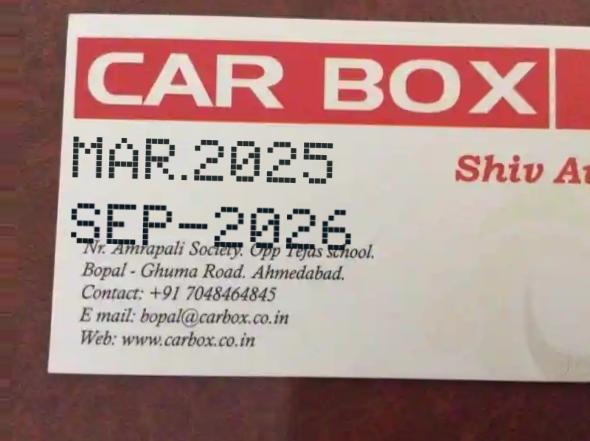 CAR BOX
MAR.2025
Shiv
SEP-2026
Nr. Amrapali Society. Opp Tejas School.
Bopal - Ghuma Road. Ahmedabad.
Contact: +91 7048464845
E mail: bopal@carbox.co.in
Web: www.carbox.co.in